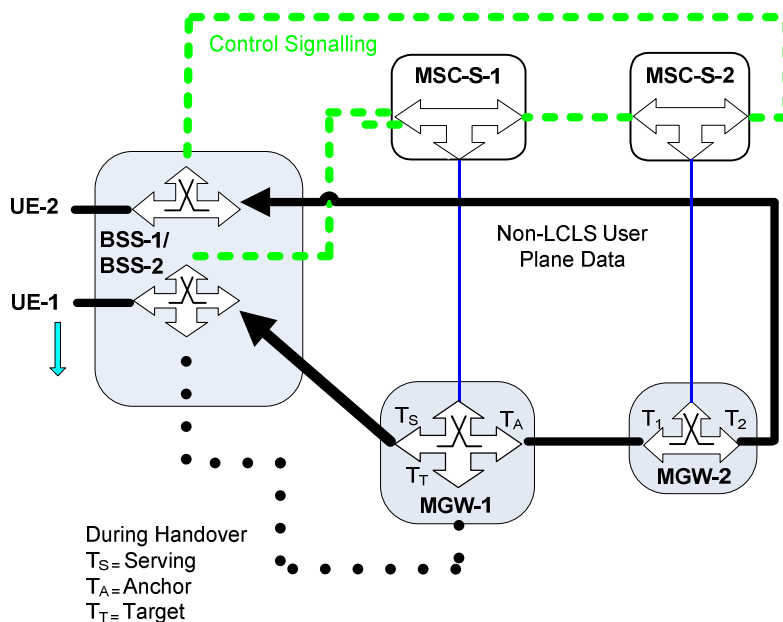 Control Signalling
MSC-S-1
MSC-S-2
UE-2
BSS-1/
BSS-2
UE-1
Non-LCLS User
Plane Data
TS
TA
TT
MGW-1
T1
T2
MGW-2
During Handover
TS= Serving
TA= Anchor
TT= Target